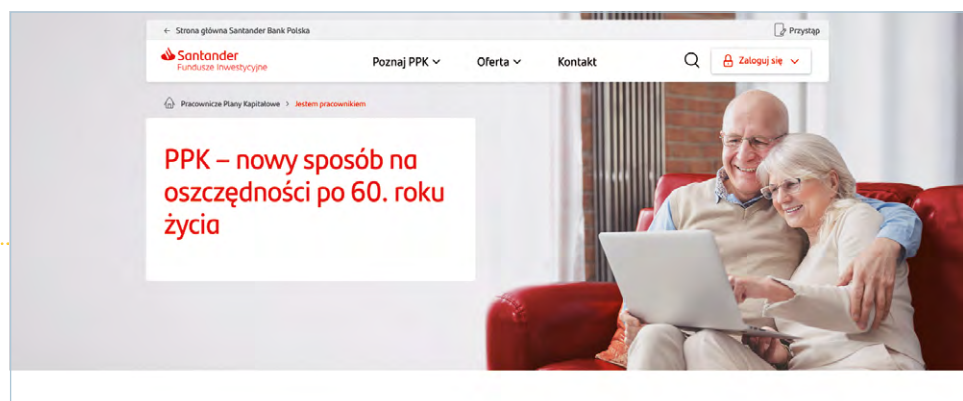 ← Strona główna Santander Bank Polska
Przystąp
Santander
Fundusze Inwestycyjne
Poznaj PPK
Oferta
Kontakt
Zaloguj się
Pracownicze Plany Kapitałowe > Jestem pracownikiem
PPK – nowy sposób na
oszczędności po 60. roku
życia